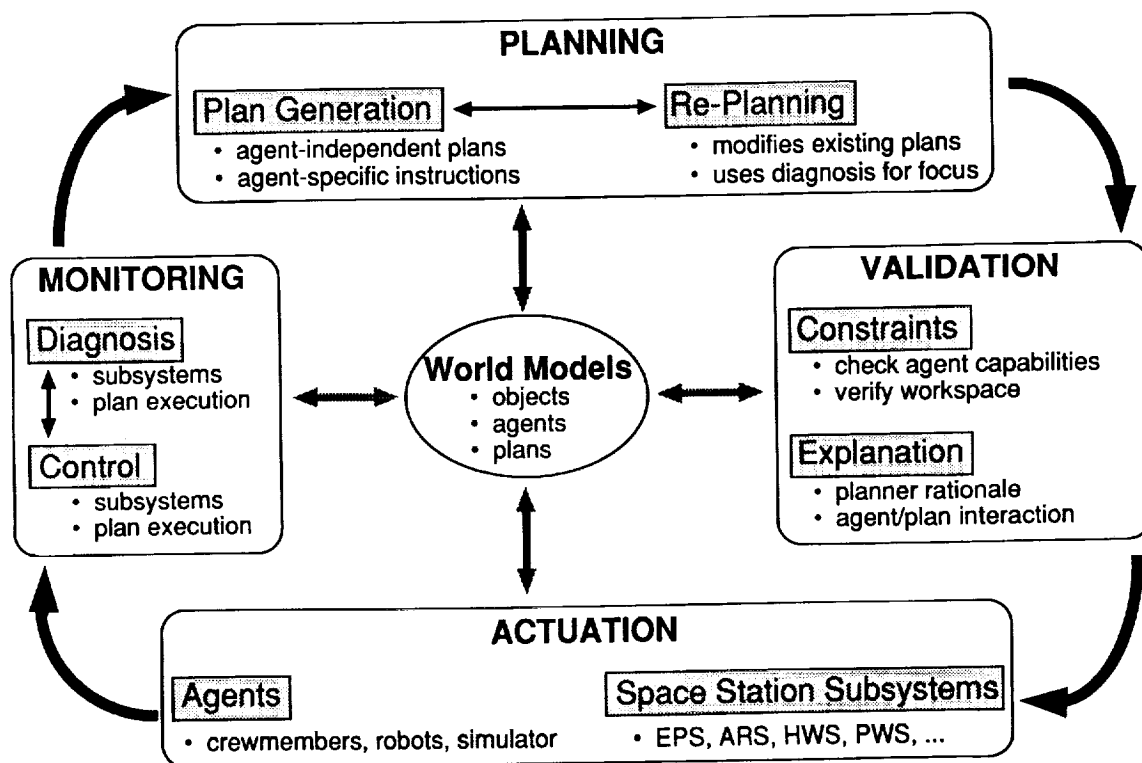 PLANNING
Plan Generation
• agent-independent plans
• agent-specific instructions
Re-Planning
• modifies existing plans
• uses diagnosis for focus
MONITORING
Diagnosis
• subsystems
• plan execution
Control
• subsystems
• plan execution
World Models
• objects
• agents
• plans
VALIDATION
Constraints
• check agent capabilities
• verify workspace
Explanation
• planner rationale
• agent/plan interaction
ACTUATION
Agents
• crewmembers, robots, simulator
Space Station Subsystems
• EPS, ARS, HWS, PWS, ...